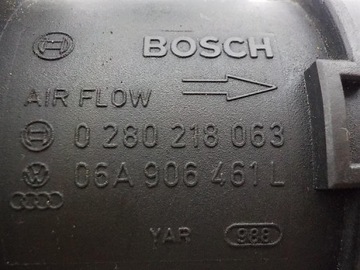 BOSCH
AIR FLOW
0 280 218 063
06A 906 461 L
YAR 988